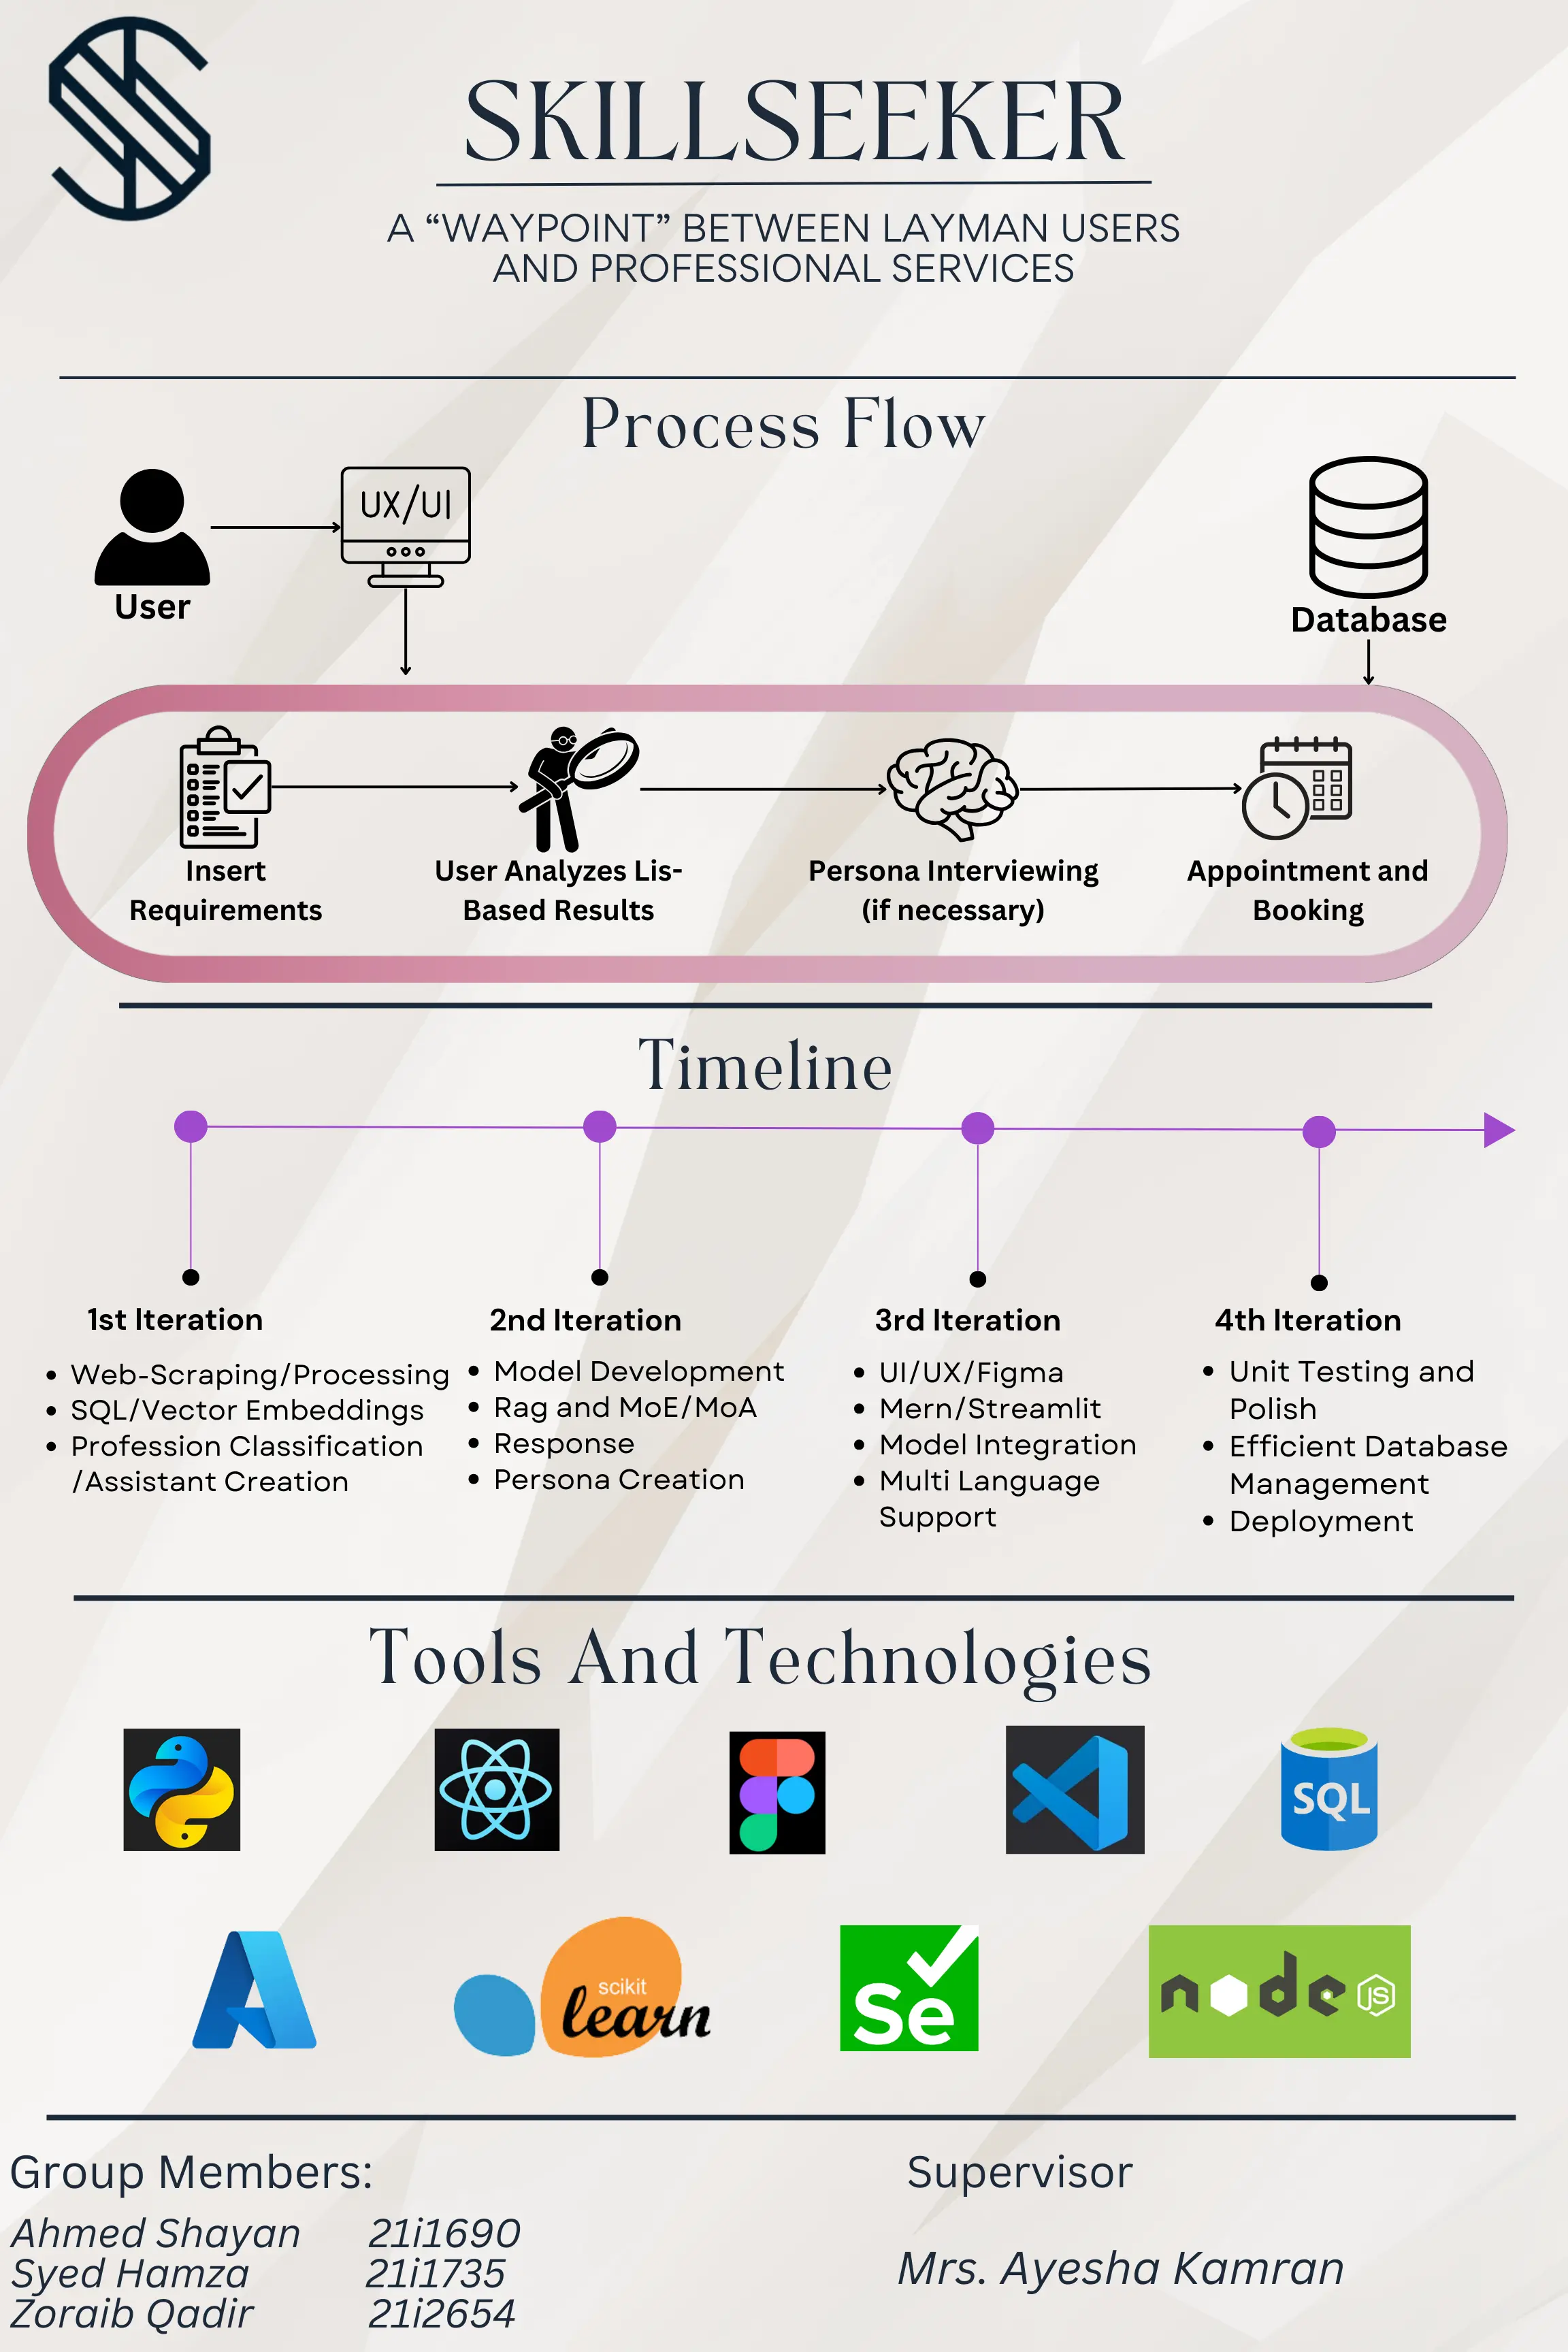 SKILLSEEKER
A “WAYPOINT” BETWEEN LAYMAN USERS
AND PROFESSIONAL SERVICES
Process Flow
UX/UI
User
Database
Insert
Requirements
User Analyzes Lis-
Based Results
Persona Interviewing
(if necessary)
Appointment and
Booking
Timeline
1st Iteration
• Web-Scraping/Processing
• SQL/Vector Embeddings
• Profession Classification
/Assistant Creation
2nd Iteration
• Model Development
• Rag and MoE/MoA
• Response
• Persona Creation
3rd Iteration
• UI/UX/Figma
• Mern/Streamlit
• Model Integration
• Multi Language
Support
4th Iteration
• Unit Testing and
Polish
• Efficient Database
Management
• Deployment
Tools And Technologies
SQL
scikit
learn
Se
node JS
Group Members:
Ahmed Shayan 21i1690
Syed Hamza 21i1735
Zoraib Qadir 21i2654
Supervisor
Mrs. Ayesha Kamran